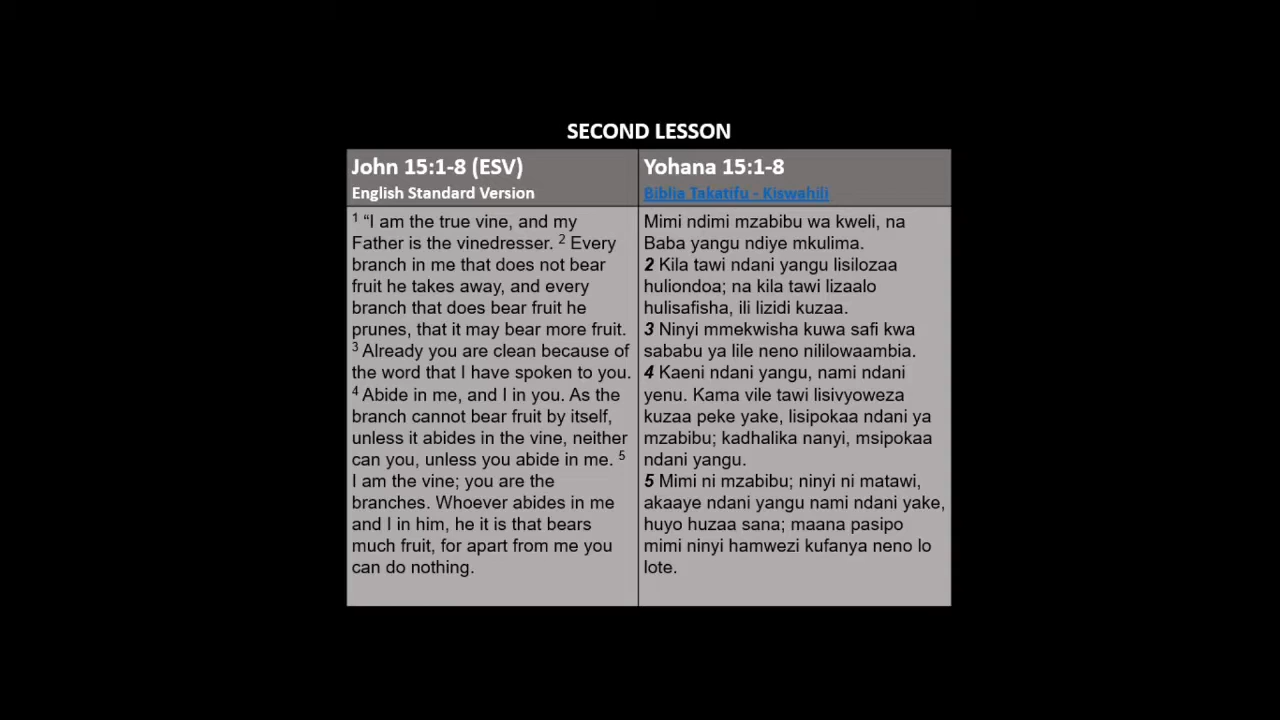 SECOND LESSON
John 15:1-8 (ESV)
English Standard Version
1 “I am the true vine, and my
Father is the vinedresser. 2 Every
branch in me that does not bear
fruit he takes away, and every
branch that does bear fruit he
prunes, that it may bear more fruit.
3 Already you are clean because of
the word that I have spoken to you.
4 Abide in me, and I in you. As the
branch cannot bear fruit by itself,
unless it abides in the vine, neither
can you, unless you abide in me. 5
I am the vine; you are the
branches. Whoever abides in me
and I in him, he it is that bears
much fruit, for apart from me you
can do nothing.
Yohana 15:1-8
Biblia Takatifu - Kiswahili
Mimi ndimi mzabibu wa kweli, na
Baba yangu ndiye mkulima.
2 Kila tawi ndani yangu lisilozaa
huliondoa; na kila tawi lizaalo
hulisafisha, ili lizidi kuzaa.
3 Ninyi mmekwisha kuwa safi kwa
sababu ya lile neno nililowaambia.
4 Kaeni ndani yangu, nami ndani
yenu. Kama vile tawi lisivyoweza
kuzaa peke yake, lisipokaa ndani ya
mzabibu; kadhalika nanyi, msipokaa
ndani yangu.
5 Mimi ni mzabibu; ninyi ni matawi,
akaaye ndani yangu nami ndani yake,
huyo huzaa sana; maana pasipo
mimi ninyi hamwezi kufanya neno lo
lote.